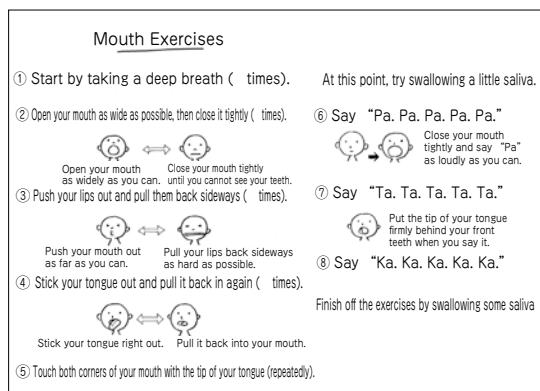 Mouth Exercises
① Start by taking a deep breath (   times).
② Open your mouth as wide as possible, then close it tightly (   times).
Open your mouth
as widely as you can.
Close your mouth tightly
until you cannot see your teeth.
③ Push your lips out and pull them back sideways (   times).
Push your mouth out
as far as you can.
Pull your lips back sideways
as hard as possible.
④ Stick your tongue out and pull it back in again (   times).
Stick your tongue right out.
Pull it back into your mouth.
⑤ Touch both corners of your mouth with the tip of your tongue (repeatedly).
At this point, try swallowing a little saliva.
⑥ Say “Pa. Pa. Pa. Pa. Pa.”
Close your mouth
tightly and say “Pa”
as loudly as you can.
⑦ Say “Ta. Ta. Ta. Ta. Ta.”
Put the tip of your tongue
firmly behind your front
teeth when you say it.
⑧ Say “Ka. Ka. Ka. Ka. Ka.”
Finish off the exercises by swallowing some saliva